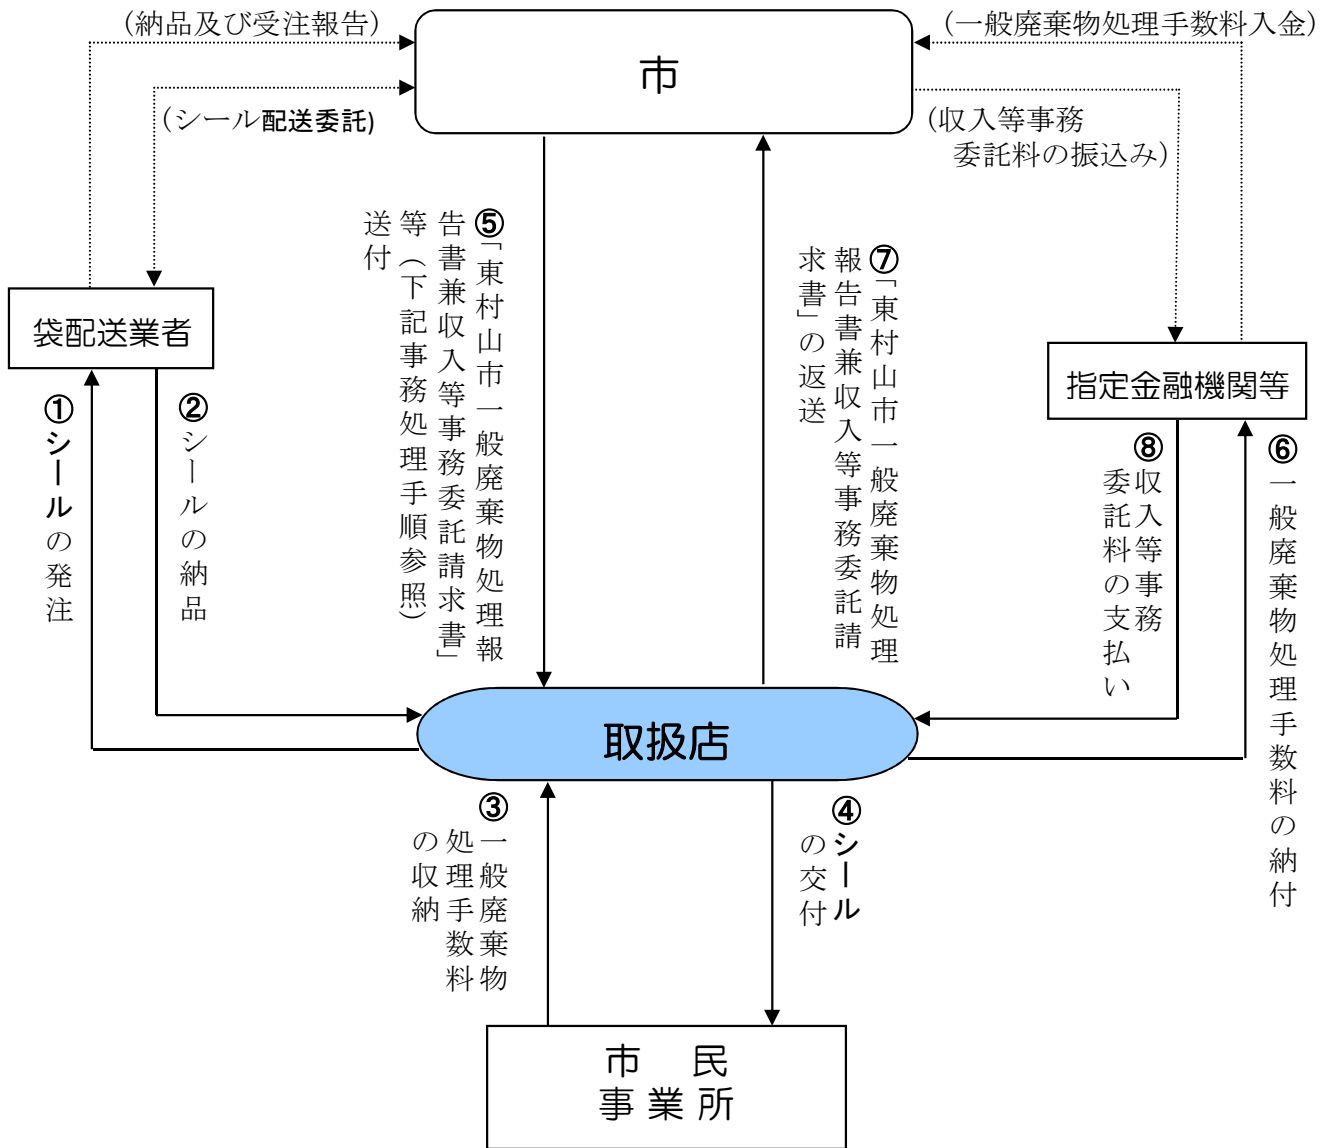 (納品及び受注報告)
市
(一般廃棄物処理手数料入金)
(シール配送委託)
(収入等事務
委託料の振込み)
袋配送業者
指定金融機関等
①シールの発注
②シールの納品
⑤「東村山市一般廃棄物処理報
告書兼収入等事務委託請求書」
等(下記事務処理手順参照)
送付
⑦「東村山市一般廃棄物処理
報告書兼収入等事務委託請
求書」の返送
⑧収入等事務
委託料の支払い
⑥一般廃棄物処理手数料の納付
取扱店
③一般廃棄物
処理手数料
の収納
④シール
の交付
市 民
事業所